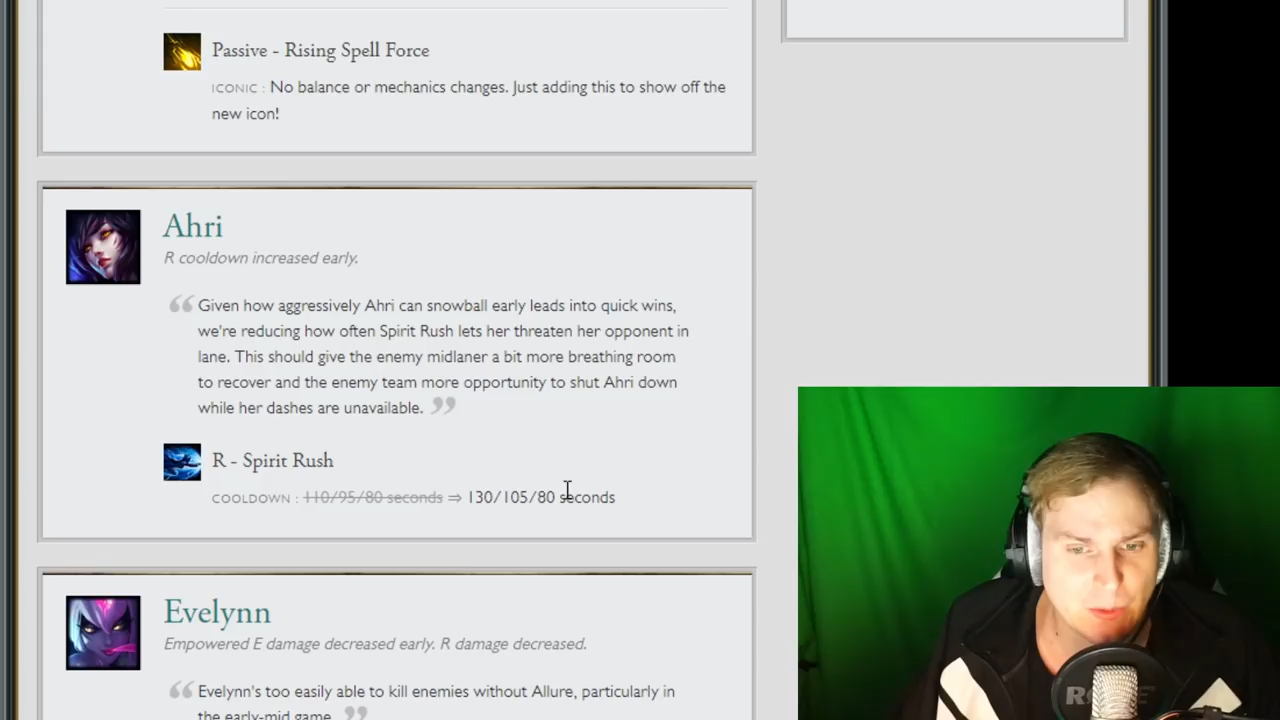 Passive - Rising Spell Force
ICONIC : No balance or mechanics changes. Just adding this to show off the
new icon!
Ahri
R cooldown increased early.
“ Given how aggressively Ahri can snowball early leads into quick wins,
we're reducing how often Spirit Rush lets her threaten her opponent in
lane. This should give the enemy midlaner a bit more breathing room
to recover and the enemy team more opportunity to shut Ahri down
while her dashes are unavailable. ”
R - Spirit Rush
COOLDOWN : 110/95/80 seconds ⇒ 130/105/80 seconds
Evelynn
Empowered E damage decreased early. R damage decreased.
“ Evelynn's too easily able to kill enemies without Allure, particularly in
the early-mid game. ”